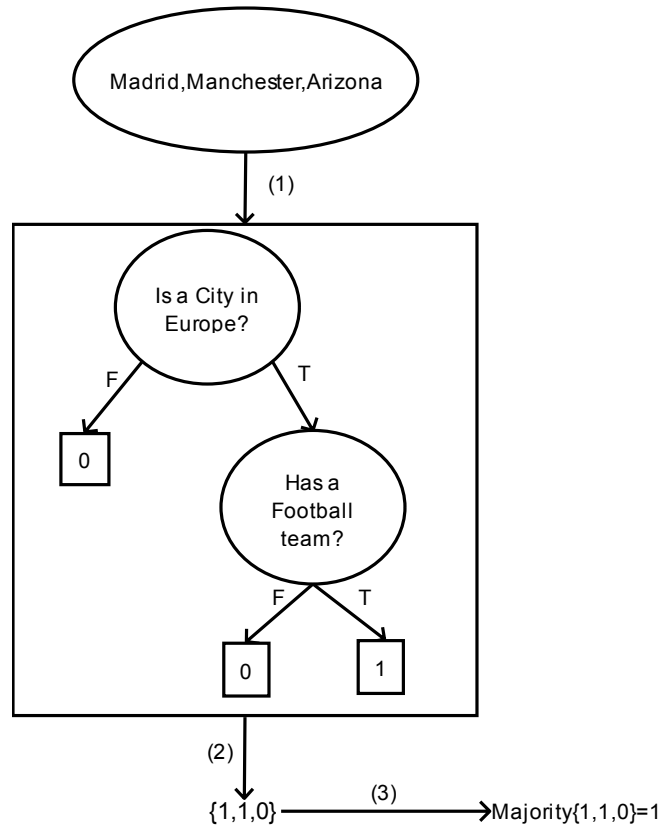 Madrid,Manchester,Arizona
(1)
Is a City in
Europe?
F
T
0
Has a
Football
team?
F
T
0
1
(2)
{1,1,0}
(3)
Majority{1,1,0}=1